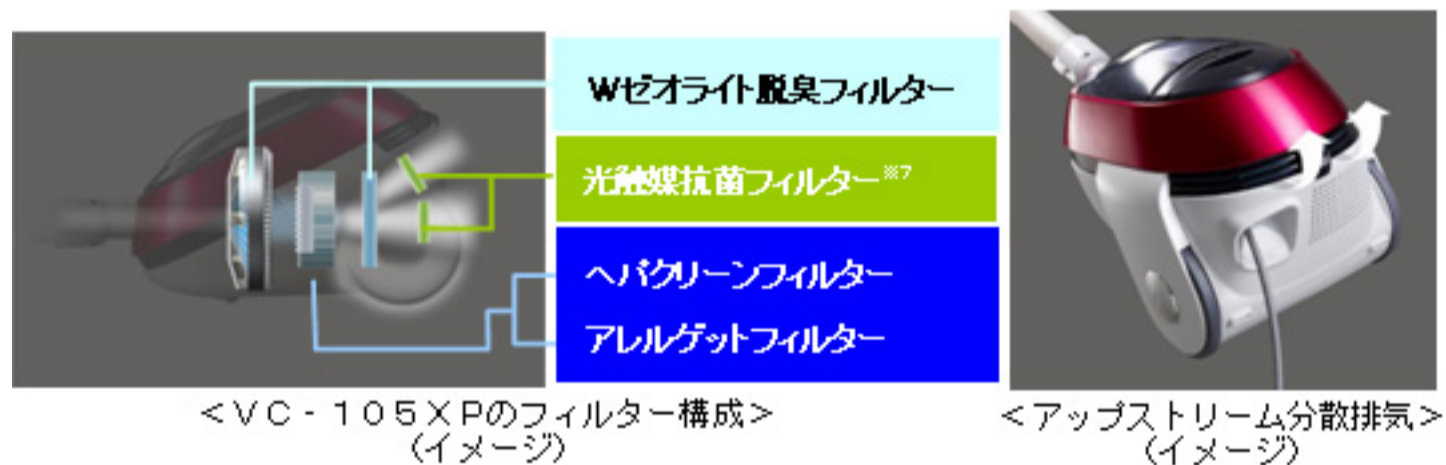 Wゼオライト脱臭フィルター
光触媒抗菌フィルター※7
ヘパクリーンフィルター
アレルゲットフィルター
＜ＶＣ‐１０５ＸＰのフィルター構成＞
（イメージ）
＜アップストリーム分散排気＞
（イメージ）